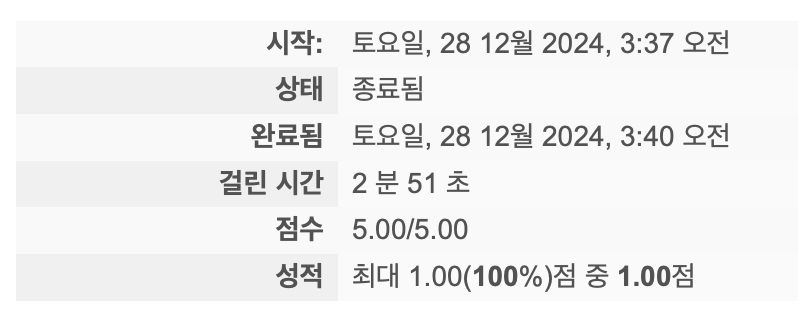 시작: 토요일, 28 12월 2024, 3:37 오전
상태 종료됨
완료됨 토요일, 28 12월 2024, 3:40 오전
걸린 시간 2 분 51 초
점수 5.00/5.00
성적 최대 1.00(100%)점 중 1.00점